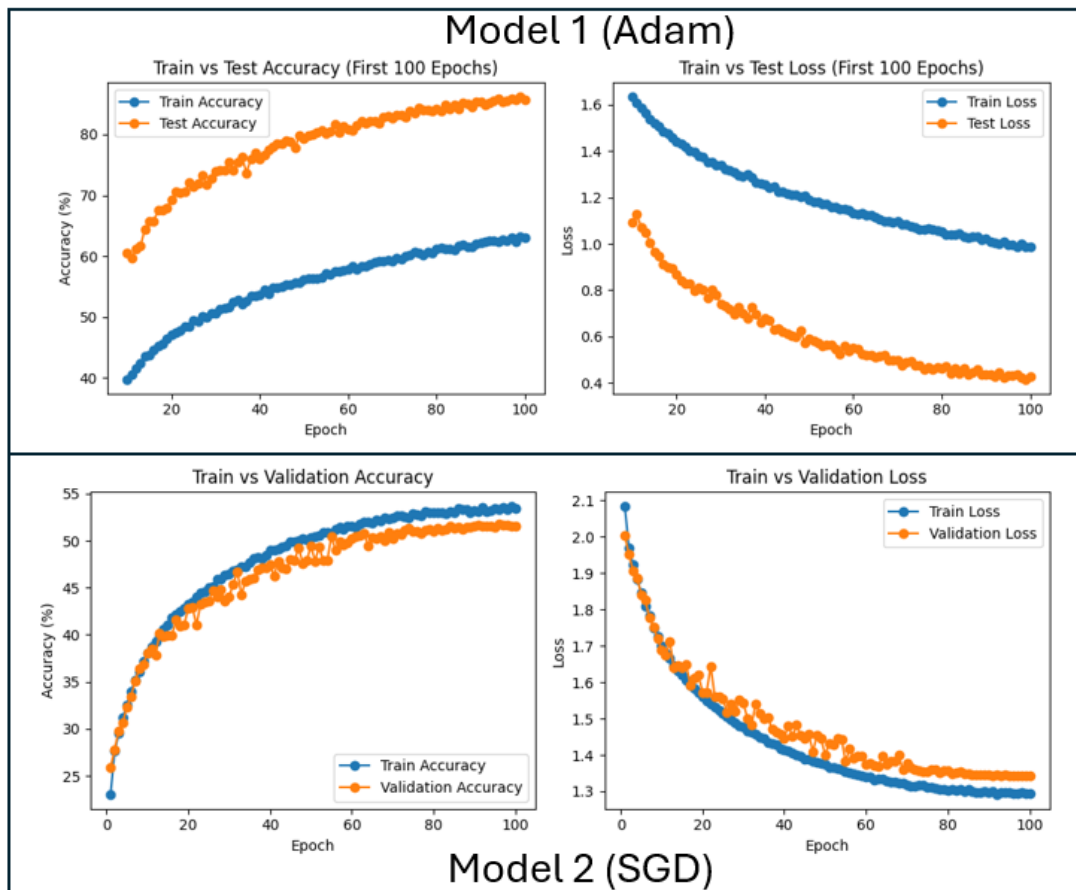 Model 1 (Adam)
Train vs Test Accuracy (First 100 Epochs)
Train Accuracy
Test Accuracy
Accuracy (%)
80
70
60
50
40
20 40 60 80 100
Epoch
Train vs Test Loss (First 100 Epochs)
Train Loss
Test Loss
Loss
1.6
1.4
1.2
1.0
0.8
0.6
0.4
20 40 60 80 100
Epoch
Train vs Validation Accuracy
Accuracy (%)
55
50
45
40
35
30
25
Train Accuracy
Validation Accuracy
0 20 40 60 80 100
Epoch
Train vs Validation Loss
Train Loss
Validation Loss
Loss
2.1
2.0
1.9
1.8
1.7
1.6
1.5
1.4
1.3
0 20 40 60 80 100
Epoch
Model 2 (SGD)